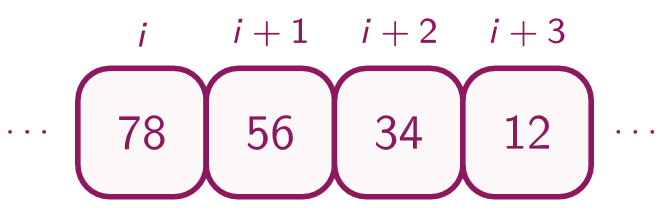 i i + 1 i + 2 i + 3
··· 78 56 34 12 ···